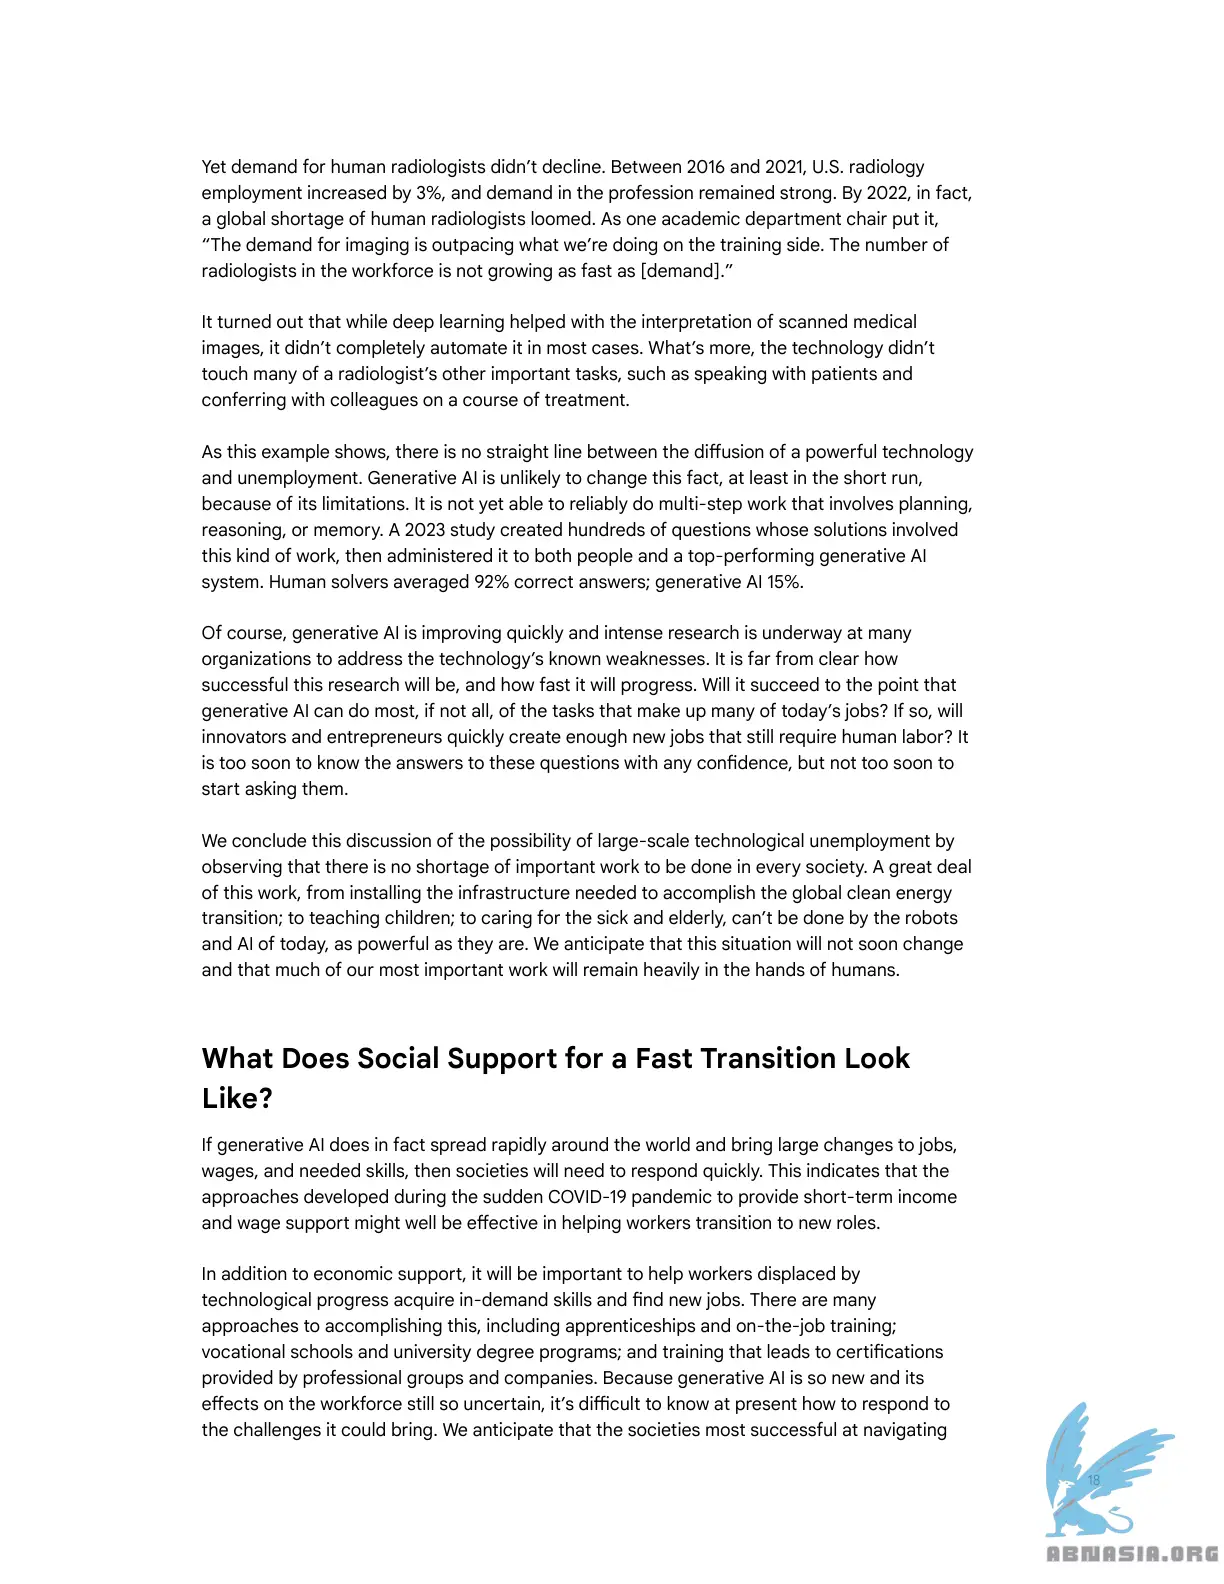 Yet demand for human radiologists didn’t decline. Between 2016 and 2021, U.S. radiology
employment increased by 3%, and demand in the profession remained strong. By 2022, in fact,
a global shortage of human radiologists loomed. As one academic department chair put it,
“The demand for imaging is outpacing what we’re doing on the training side. The number of
radiologists in the workforce is not growing as fast as [demand].”
It turned out that while deep learning helped with the interpretation of scanned medical
images, it didn’t completely automate it in most cases. What’s more, the technology didn’t
touch many of a radiologist’s other important tasks, such as speaking with patients and
conferring with colleagues on a course of treatment.
As this example shows, there is no straight line between the diffusion of a powerful technology
and unemployment. Generative AI is unlikely to change this fact, at least in the short run,
because of its limitations. It is not yet able to reliably do multi-step work that involves planning,
reasoning, or memory. A 2023 study created hundreds of questions whose solutions involved
this kind of work, then administered it to both people and a top-performing generative AI
system. Human solvers averaged 92% correct answers; generative AI 15%.
Of course, generative AI is improving quickly and intense research is underway at many
organizations to address the technology’s known weaknesses. It is far from clear how
successful this research will be, and how fast it will progress. Will it succeed to the point that
generative AI can do most, if not all, of the tasks that make up many of today’s jobs? If so, will
innovators and entrepreneurs quickly create enough new jobs that still require human labor? It
is too soon to know the answers to these questions with any confidence, but not too soon to
start asking them.
We conclude this discussion of the possibility of large-scale technological unemployment by
observing that there is no shortage of important work to be done in every society. A great deal
of this work, from installing the infrastructure needed to accomplish the global clean energy
transition; to teaching children; to caring for the sick and elderly, can’t be done by the robots
and AI of today, as powerful as they are. We anticipate that this situation will not soon change
and that much of our most important work will remain heavily in the hands of humans.
What Does Social Support for a Fast Transition Look
Like?
If generative AI does in fact spread rapidly around the world and bring large changes to jobs,
wages, and needed skills, then societies will need to respond quickly. This indicates that the
approaches developed during the sudden COVID-19 pandemic to provide short-term income
and wage support might well be effective in helping workers transition to new roles.
In addition to economic support, it will be important to help workers displaced by
technological progress acquire in-demand skills and find new jobs. There are many
approaches to accomplishing this, including apprenticeships and on-the-job training;
vocational schools and university degree programs; and training that leads to certifications
provided by professional groups and companies. Because generative AI is so new and its
effects on the workforce still so uncertain, it’s difficult to know at present how to respond to
the challenges it could bring. We anticipate that the societies most successful at navigating
18
ABNASIA.ORG